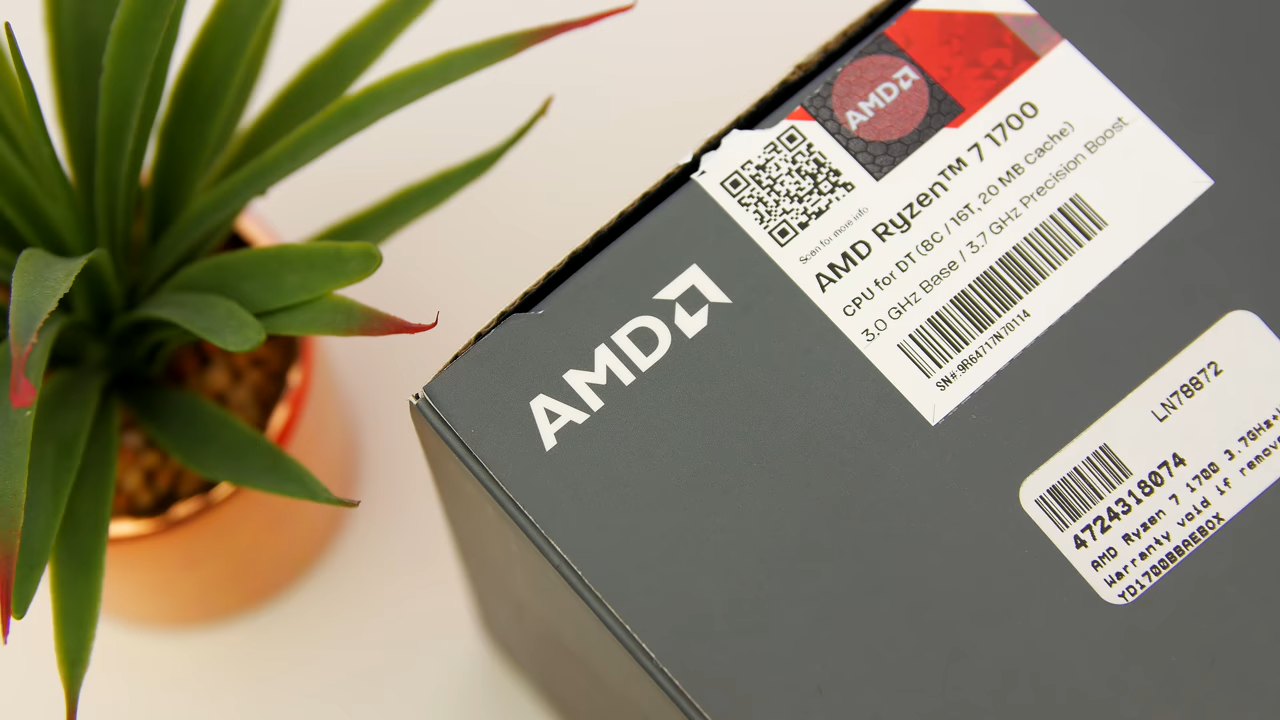 AMD
AMD
Scan for more info
AMD Ryzen™ 7 1700
CPU for DT (8C / 16T, 20 MB Cache)
3.0 GHz Base / 3.7 GHz Precision Boost
SN#:9R64717N70114
LN78872
4724318074
AMD Ryzen 7 1700 3.7GHz
Warranty void if remove
YD1700BBAEBOX